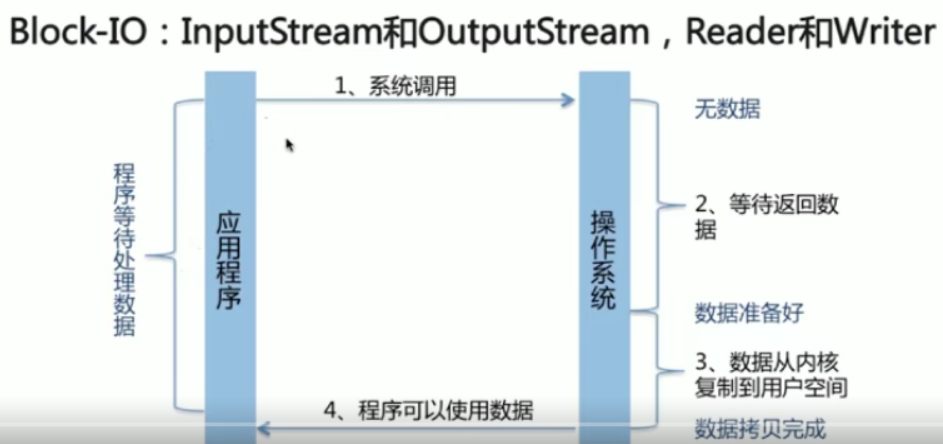 Block-IO：InputStream和OutputStream，Reader和Writer
1、系统调用
无数据
程序等待处理数据
应用程序
操作系统
2、等待返回数
据
数据准备好
3、数据从内核
复制到用户空间
4、程序可以使用数据
数据拷贝完成